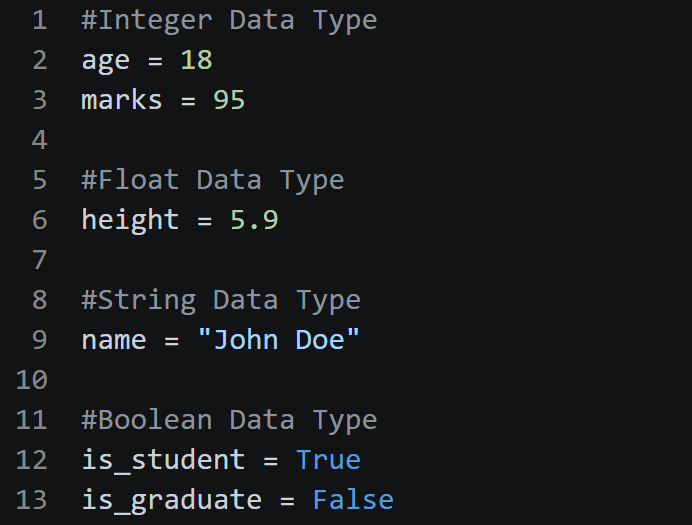 1 #Integer Data Type
2 age = 18
3 marks = 95
4
5 #Float Data Type
6 height = 5.9
7
8 #String Data Type
9 name = "John Doe"
10
11 #Boolean Data Type
12 is_student = True
13 is_graduate = False